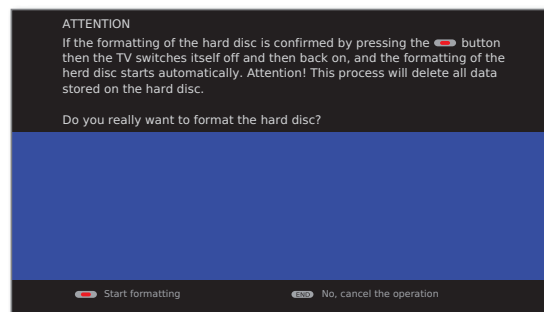 ATTENTION
If the formatting of the hard disc is confirmed by pressing the button
then the TV switches itself off and then back on, and the formatting of the
herd disc starts automatically. Attention! This process will delete all data
stored on the hard disc.
Do you really want to format the hard disc?
Start formatting END No, cancel the operation